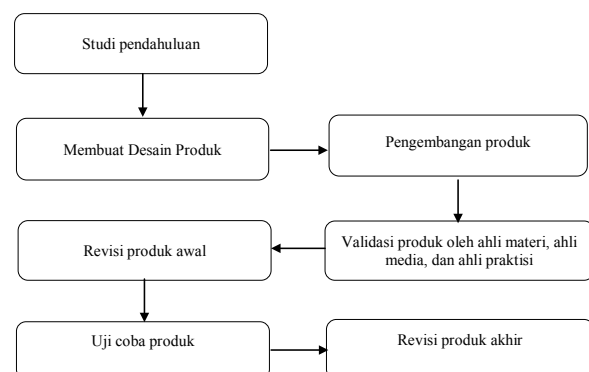 Studi pendahuluan
Membuat Desain Produk
Pengembangan produk
Validasi produk oleh ahli materi, ahli
media, dan ahli praktisi
Revisi produk awal
Uji coba produk
Revisi produk akhir